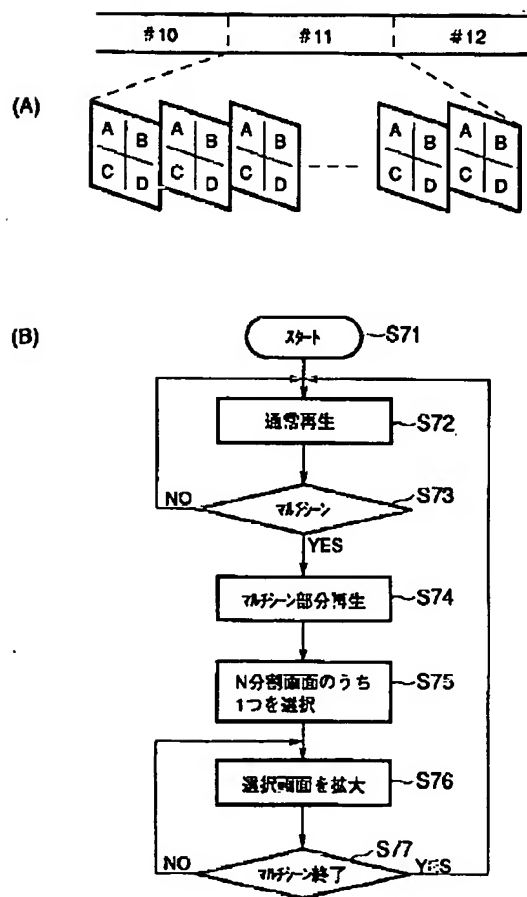 #10 #11 #12
(A)
A B A B A B A B A B
C D C D C D C D C D
(B)
スタート S71
通常再生 S72
マルチシーン S73
NO
YES
マルチシーン部分再生 S74
N分割画面のうち S75
1つを選択
選択画面を拡大 S76
マルチシーン終了 S77
NO YES